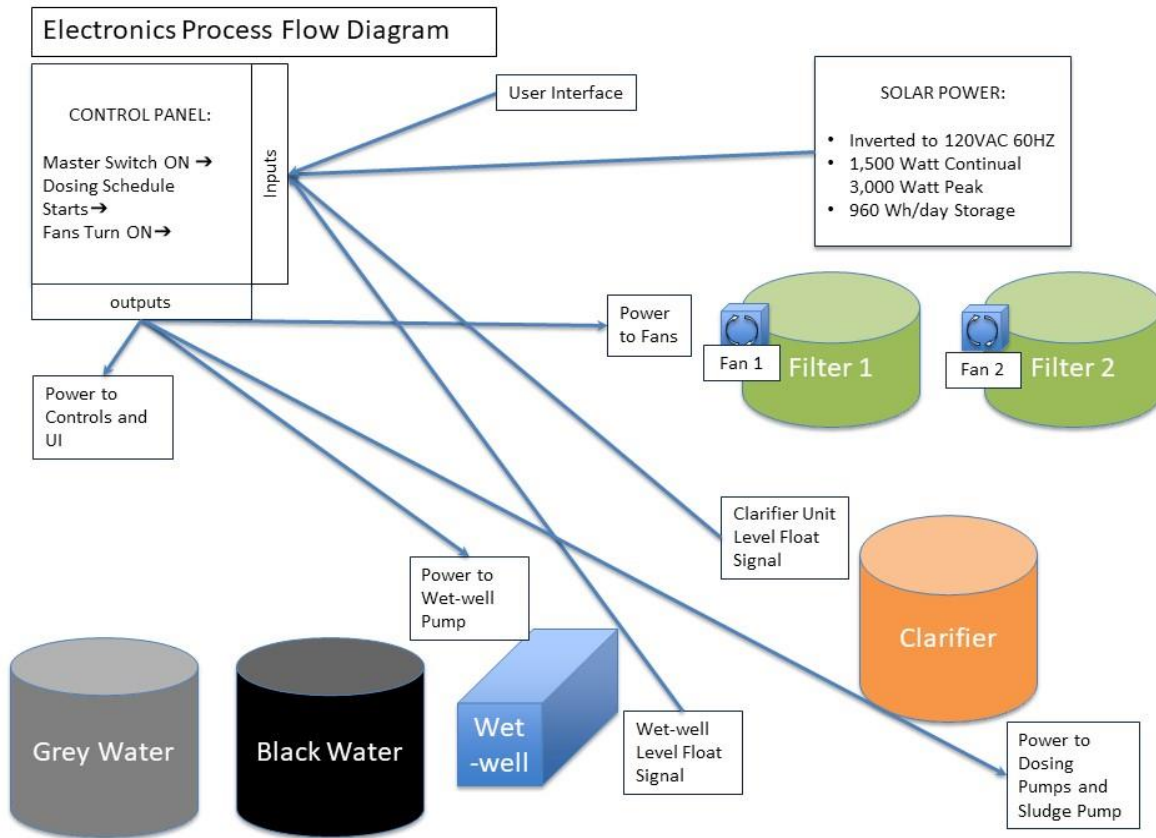 Electronics Process Flow Diagram
CONTROL PANEL:
Master Switch ON ➔
Dosing Schedule
Starts➔
Fans Turn ON➔
Inputs
outputs
User Interface
SOLAR POWER:
• Inverted to 120VAC 60HZ
• 1,500 Watt Continual
3,000 Watt Peak
• 960 Wh/day Storage
Power
to Fans
Fan 1
Filter 1
Fan 2
Filter 2
Power to
Controls and
UI
Clarifier Unit
Level Float
Signal
Power to
Wet-well
Pump
Clarifier
Grey Water
Black Water
Wet
-well
Wet-well
Level Float
Signal
Power to
Dosing
Pumps and
Sludge Pump